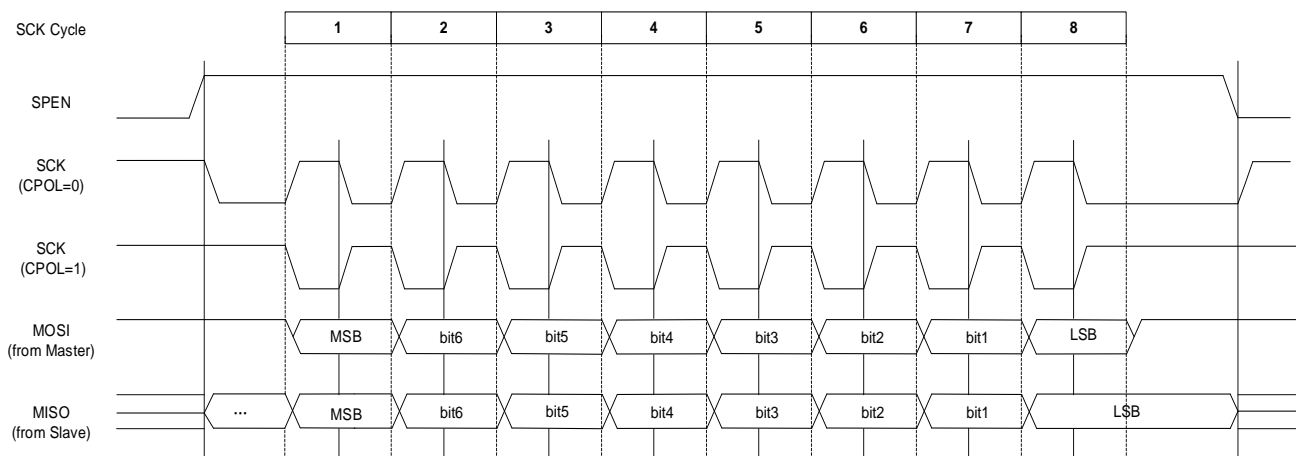 SCK Cycle 1 2 3 4 5 6 7 8
SPEN
SCK
(CPOL=0)
SCK
(CPOL=1)
MOSI
(from Master)
MSB bit6 bit5 bit4 bit3 bit2 bit1 LSB
MISO
(from Slave)
... MSB bit6 bit5 bit4 bit3 bit2 bit1 LSB